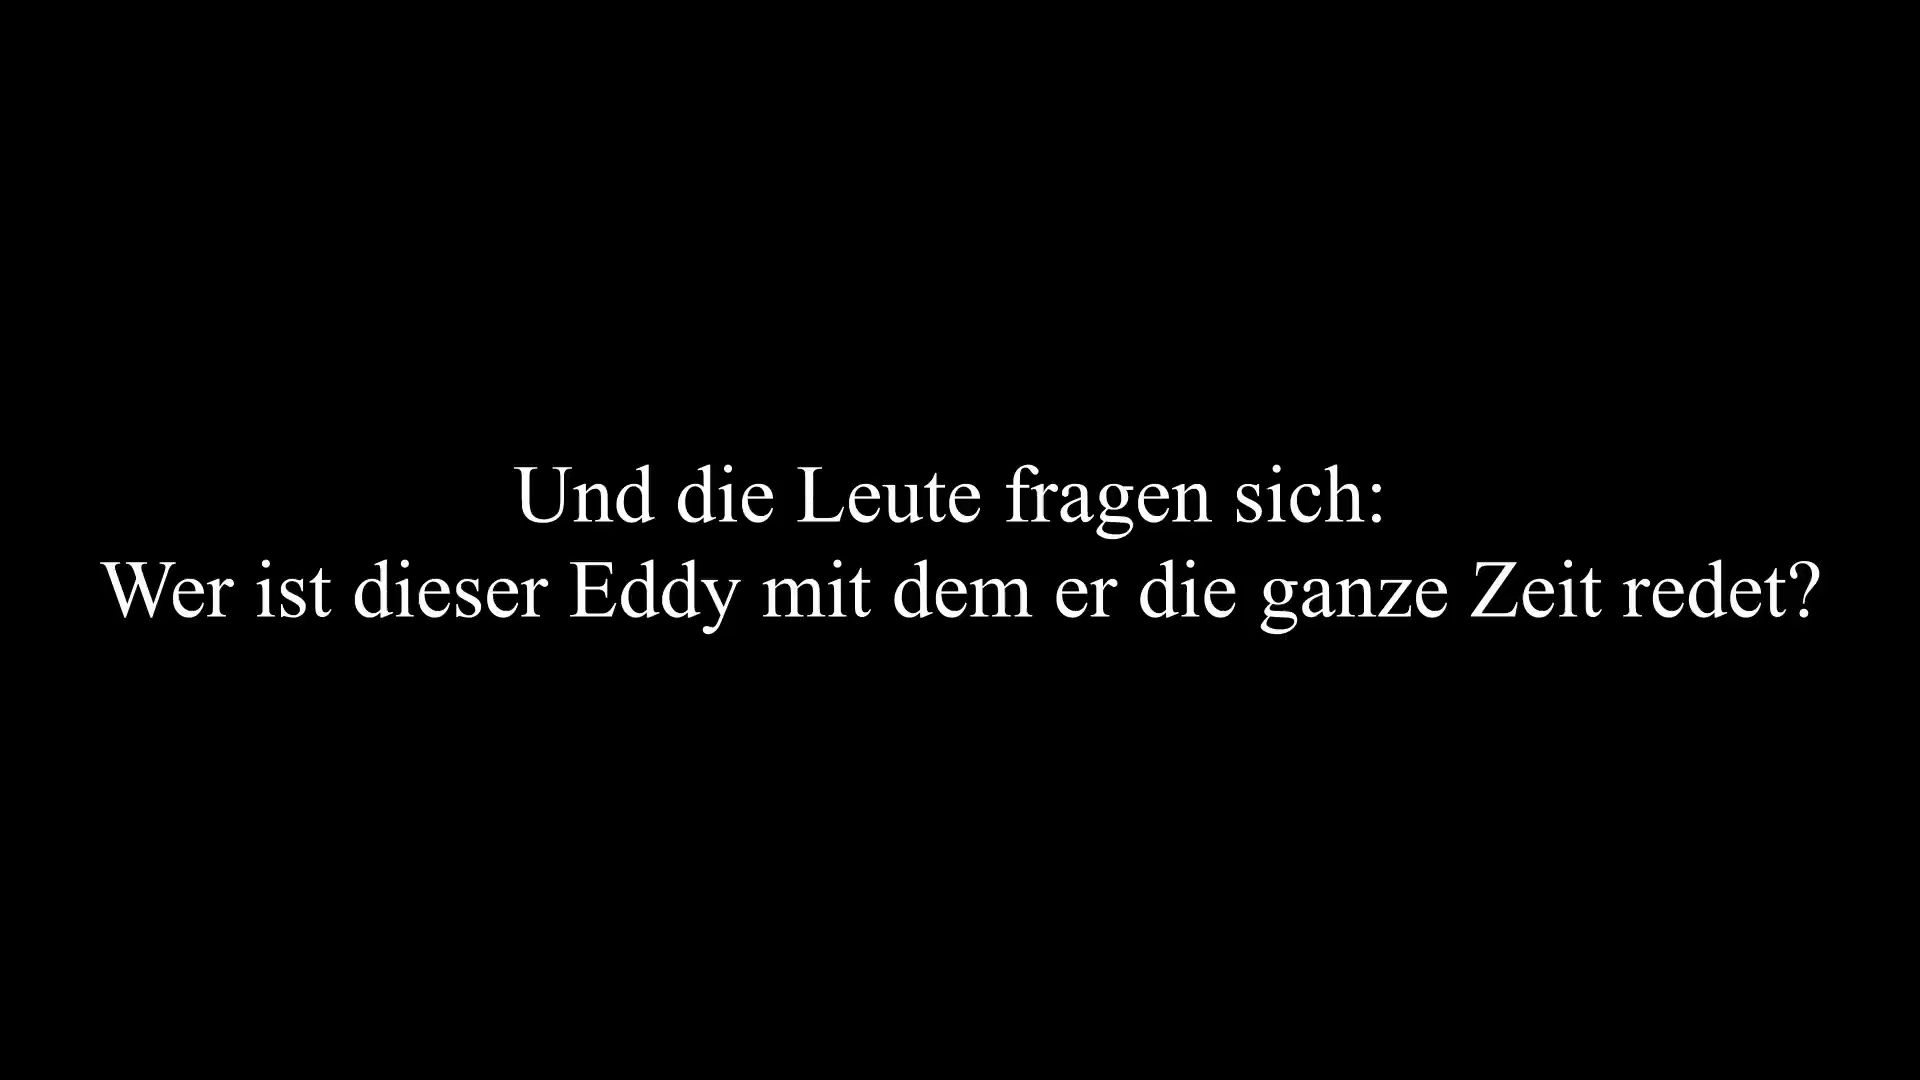 Und die Leute fragen sich:
Wer ist dieser Eddy mit dem er die ganze Zeit redet?